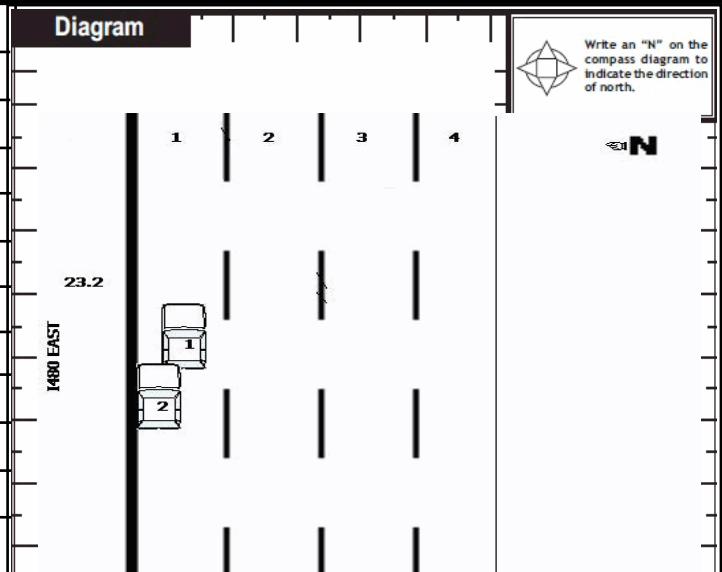 Diagram
Write an “N” on the
compass diagram to
indicate the direction
of north.
1 2 3 4
N
23.2
I480 EAST
1
2